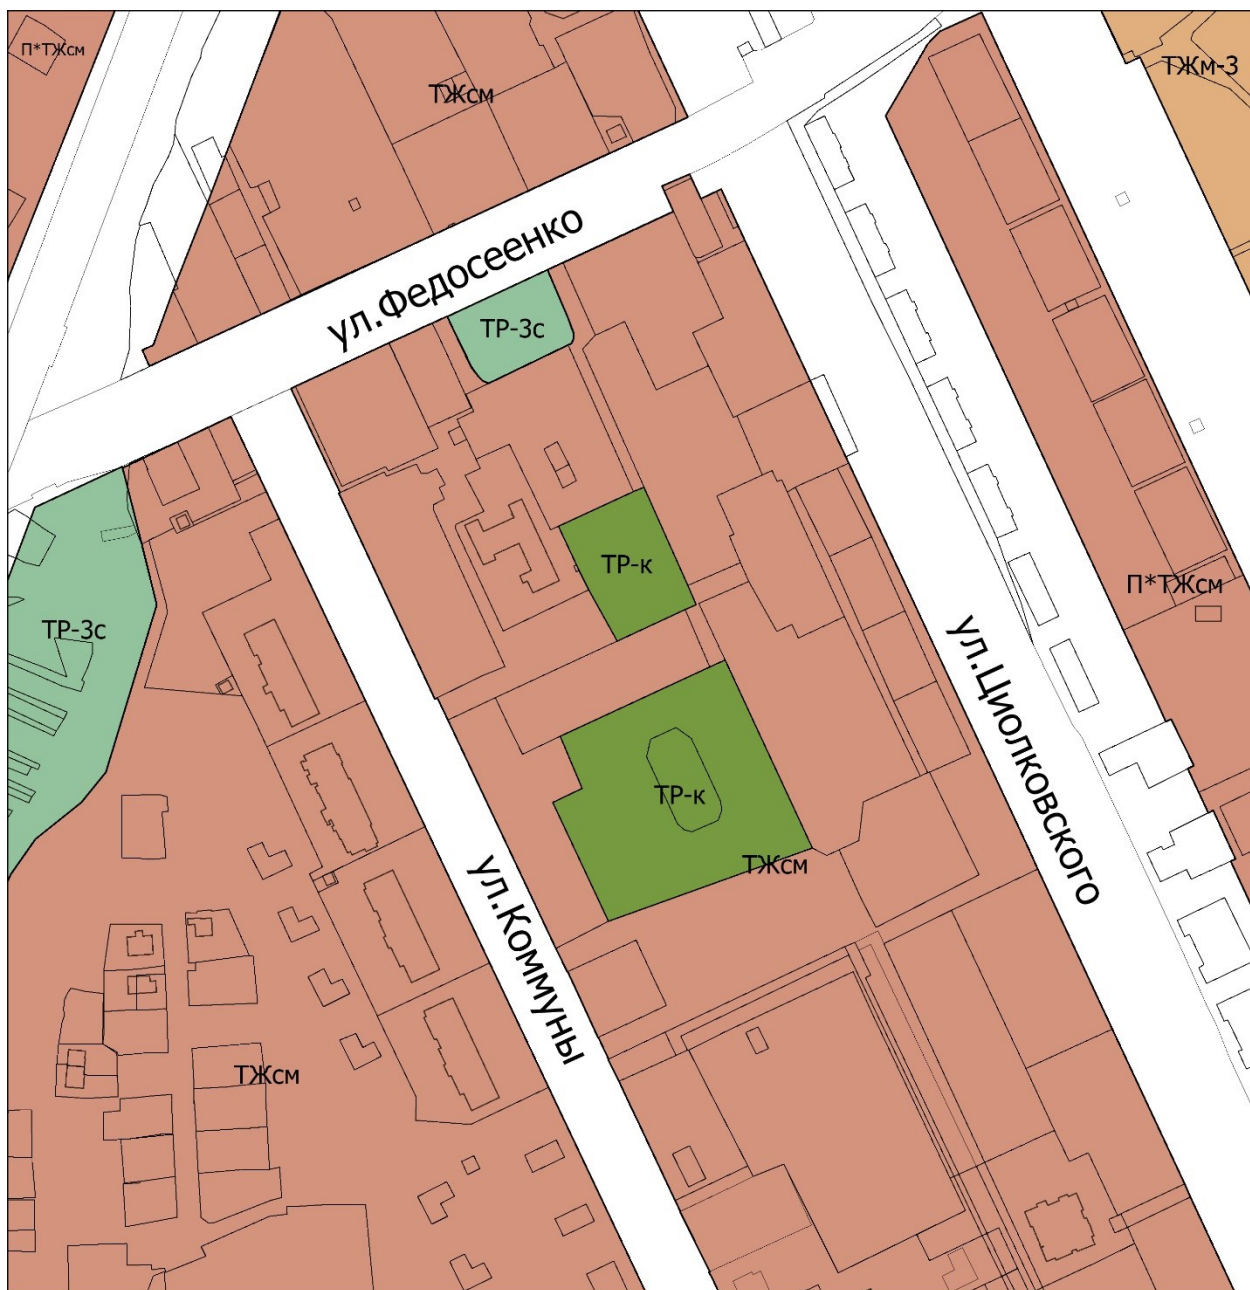 П*ТЖсм
ТЖсм
ТЖм-3
ул.Федосеенко
ТР-3с
ТР-к
П*ТЖсм
ТР-3с
ул.Циолковского
ТР-к
ТЖсм
ул.Коммуны
ТЖсм